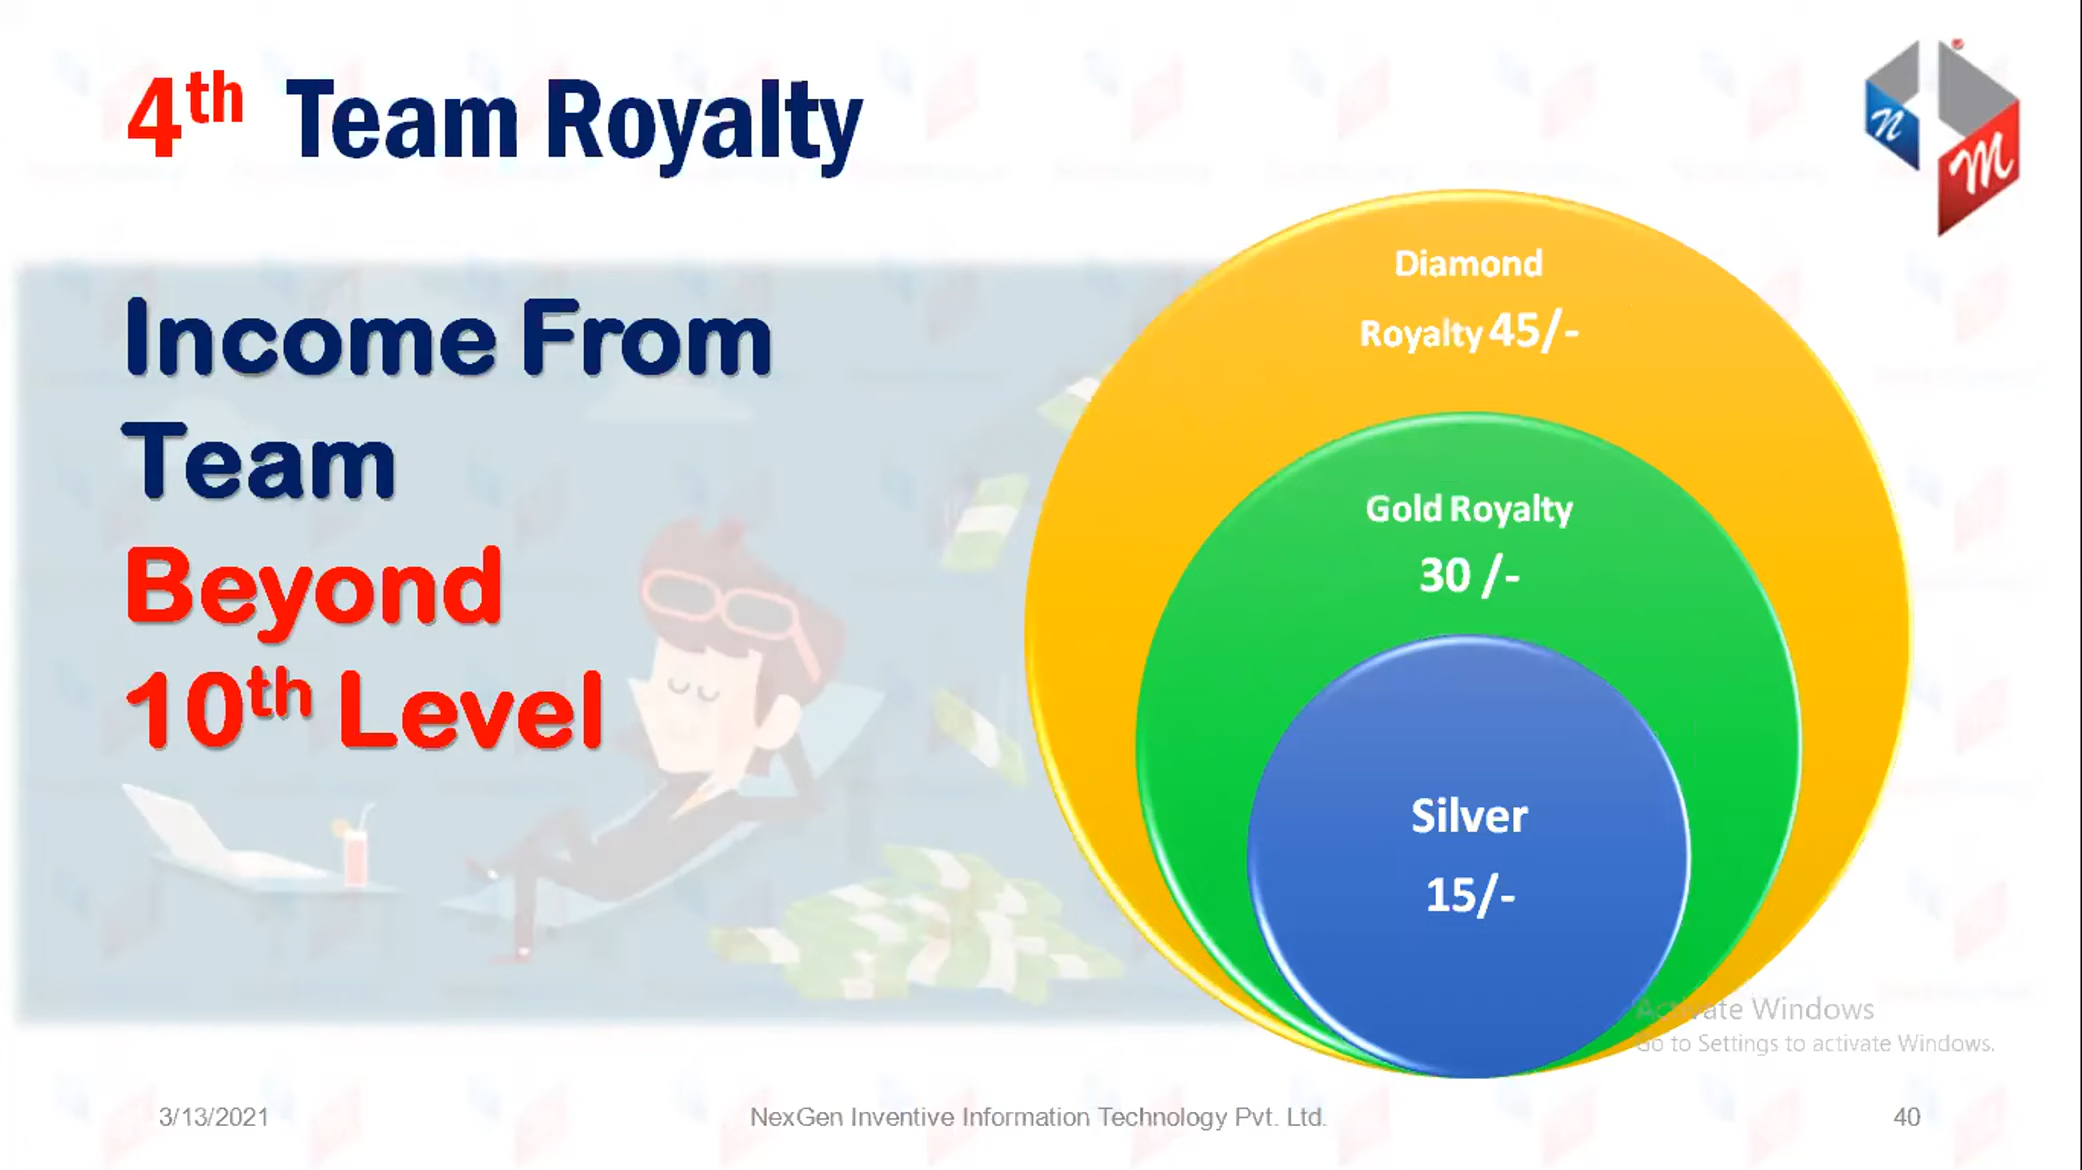 4th Team Royalty
n
M
Income From
Team
Beyond
10th Level
Diamond
Royalty 45/-
Gold Royalty
30 /-
Silver
15/-
Activate Windows
Go to Settings to activate Windows.
3/13/2021
NexGen Inventive Information Technology Pvt. Ltd.
40